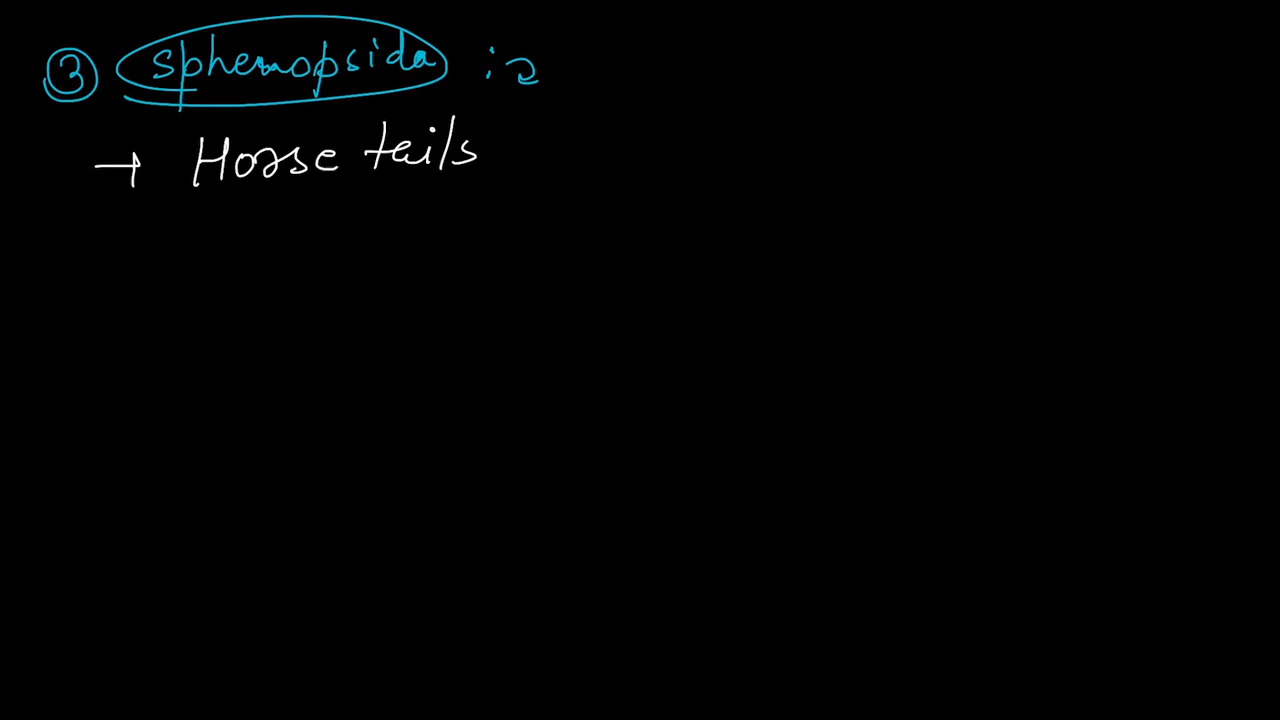 ③ Sphenopsida :-
→ Horse tails